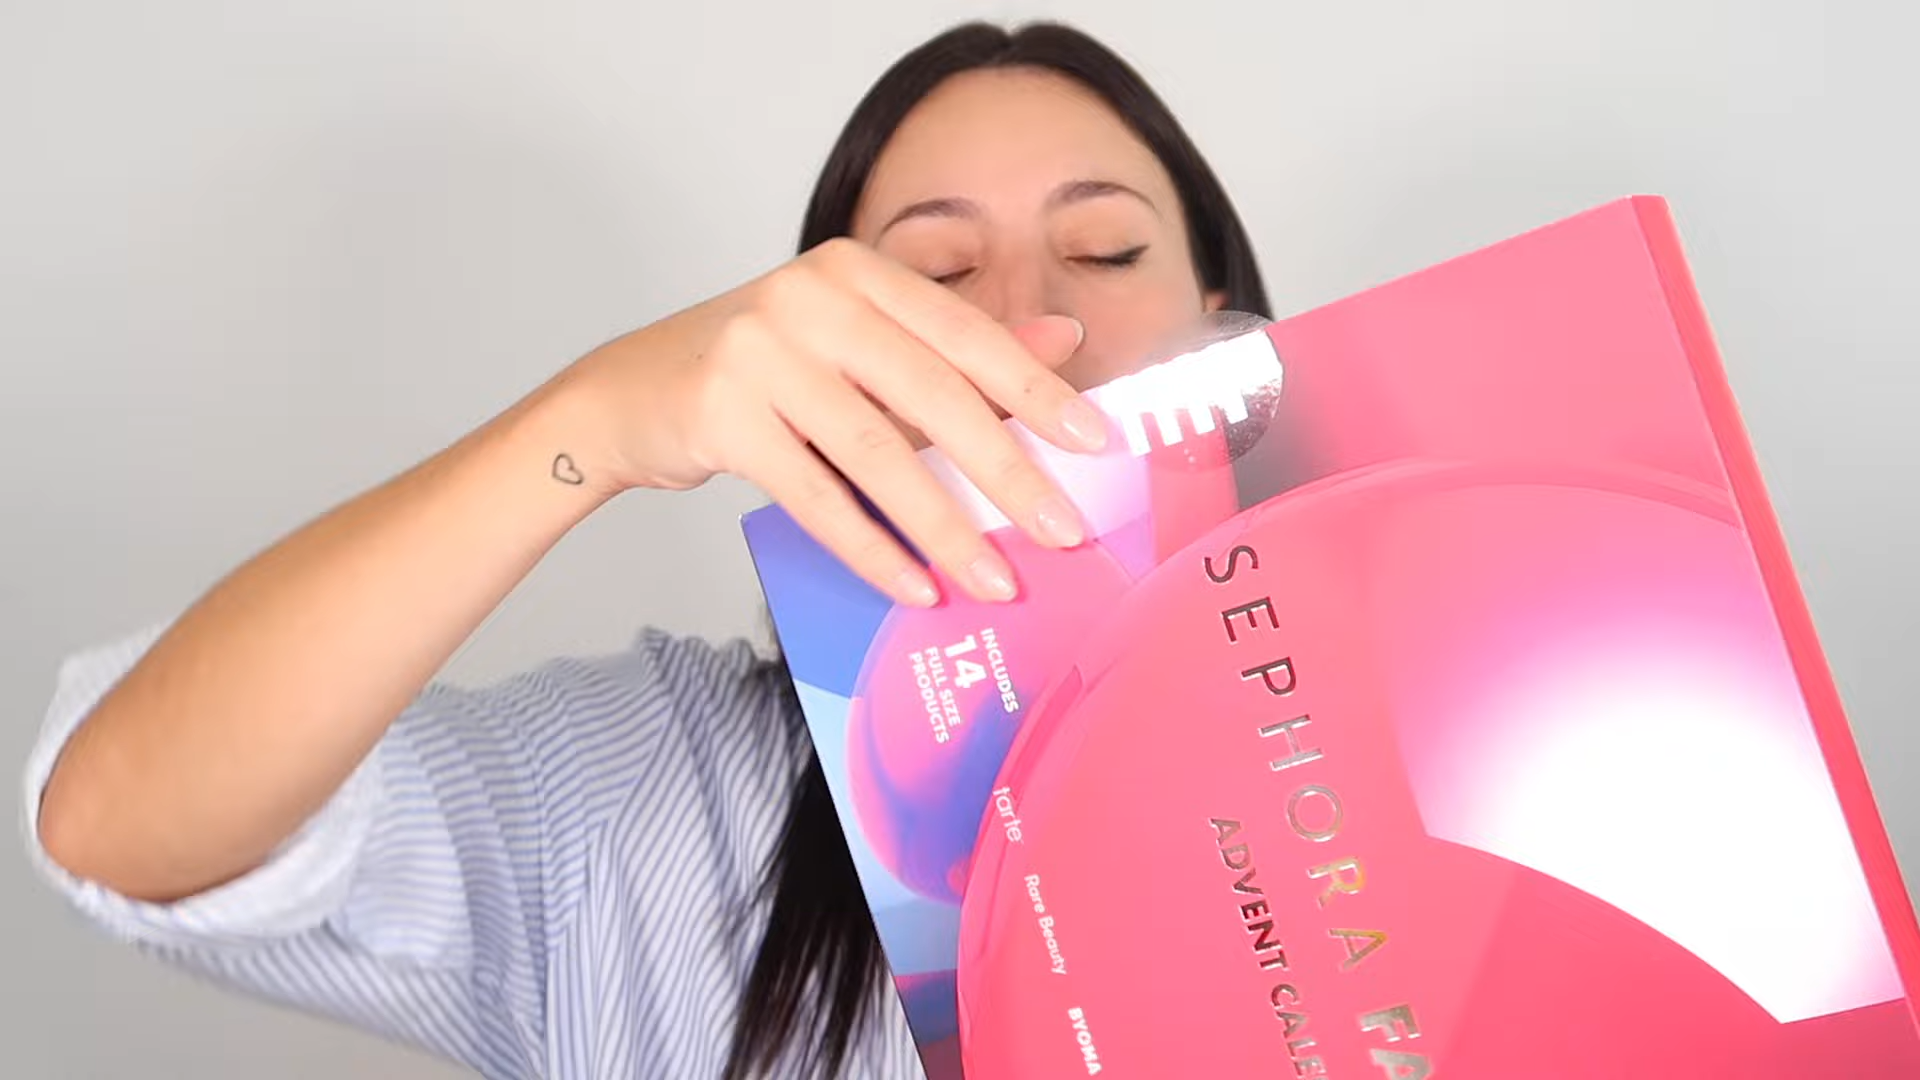 INCLUDES
14
FULL SIZE
PRODUCTS
tarte
Rare Beauty
BYOMA
SEPHORA FA
ADVENT CALE